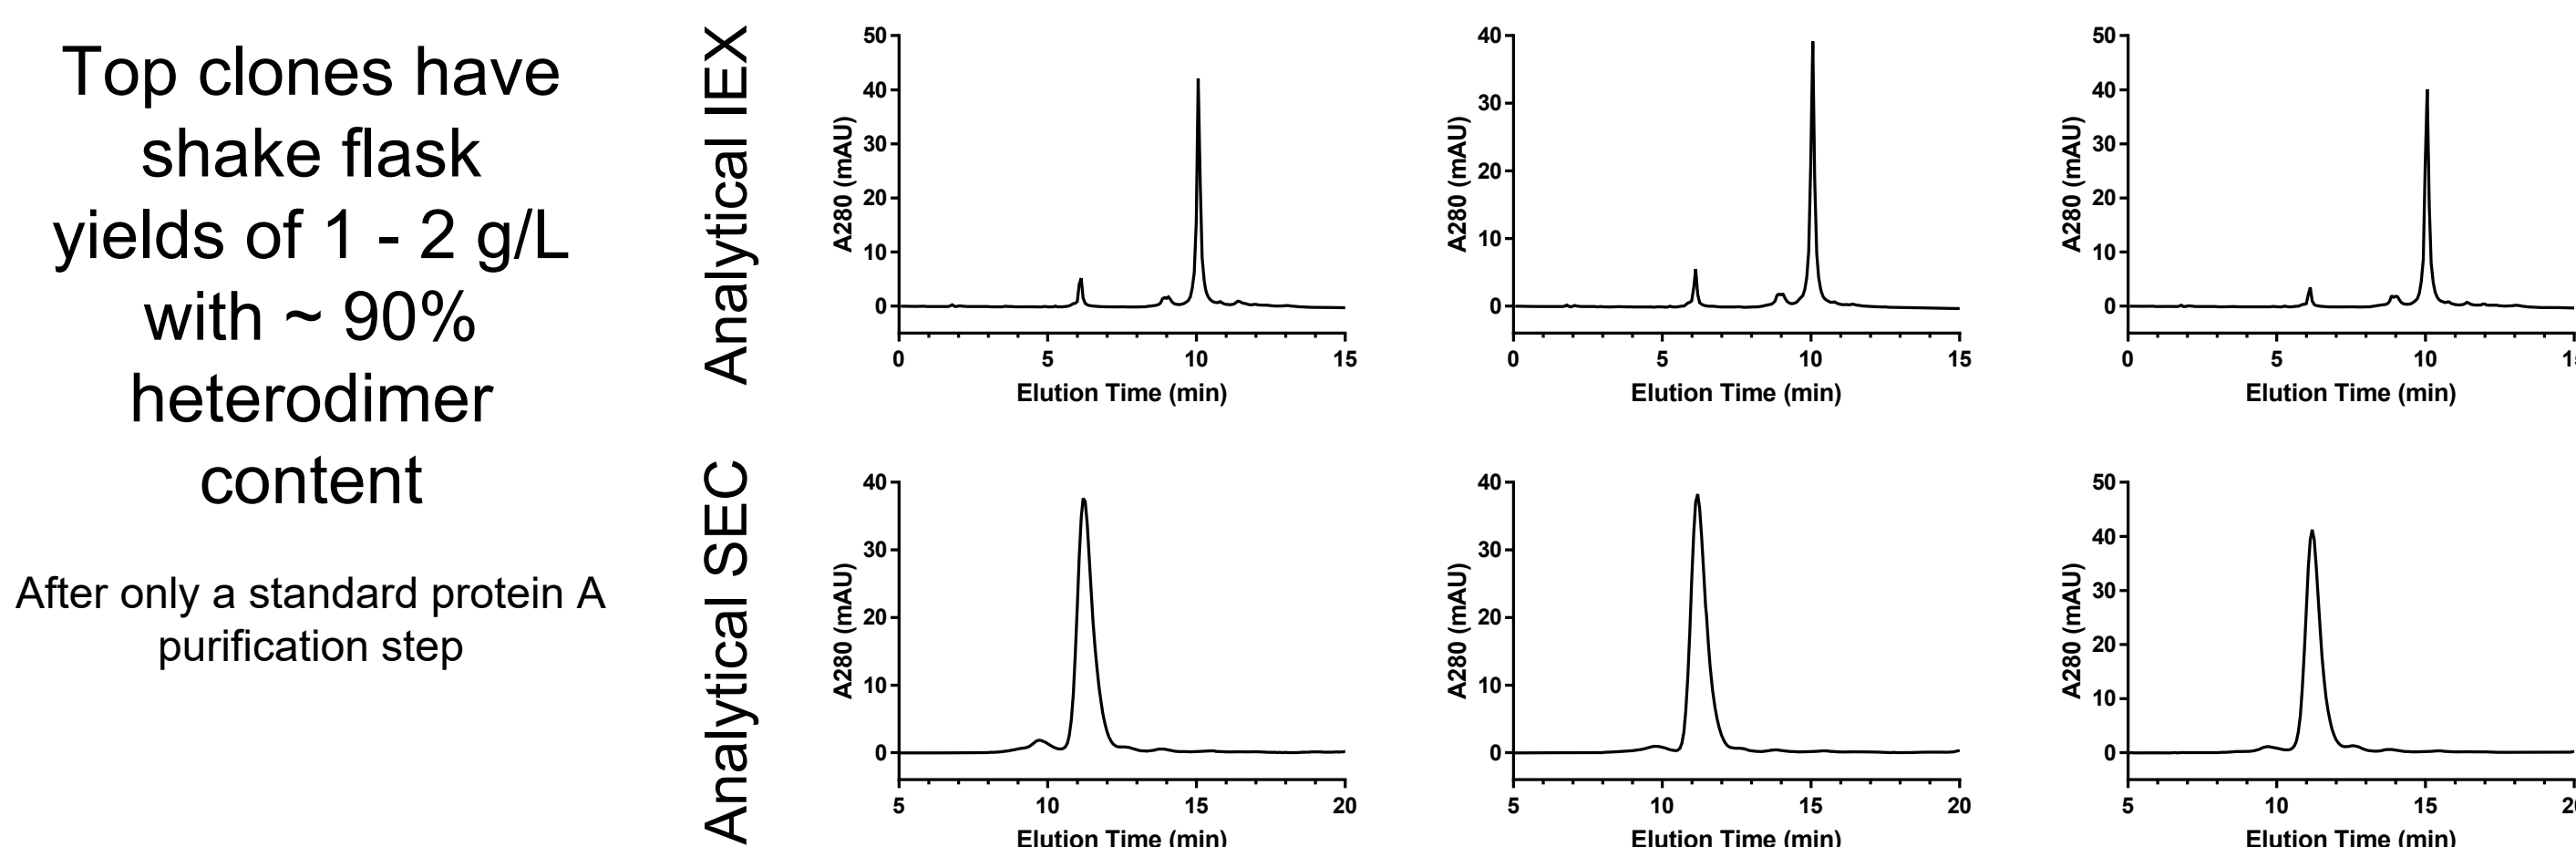 Top clones have
shake flask
yields of 1 - 2 g/L
with ~ 90%
heterodimer
content
After only a standard protein A
purification step
Analytical IEX
50
40
30
20
10
0
A280 (mAU)
0 5 10 15
Elution Time (min)
40
30
20
10
0
A280 (mAU)
0 5 10 15
Elution Time (min)
50
40
30
20
10
0
A280 (mAU)
0 5 10
Elution Time (min)
Analytical SEC
40
30
20
10
0
A280 (mAU)
5 10 15 20
Elution Time (min)
40
30
20
10
0
A280 (mAU)
5 10 15 20
Elution Time (min)
50
40
30
20
10
0
A280 (mAU)
5 10 15
Elution Time (min)